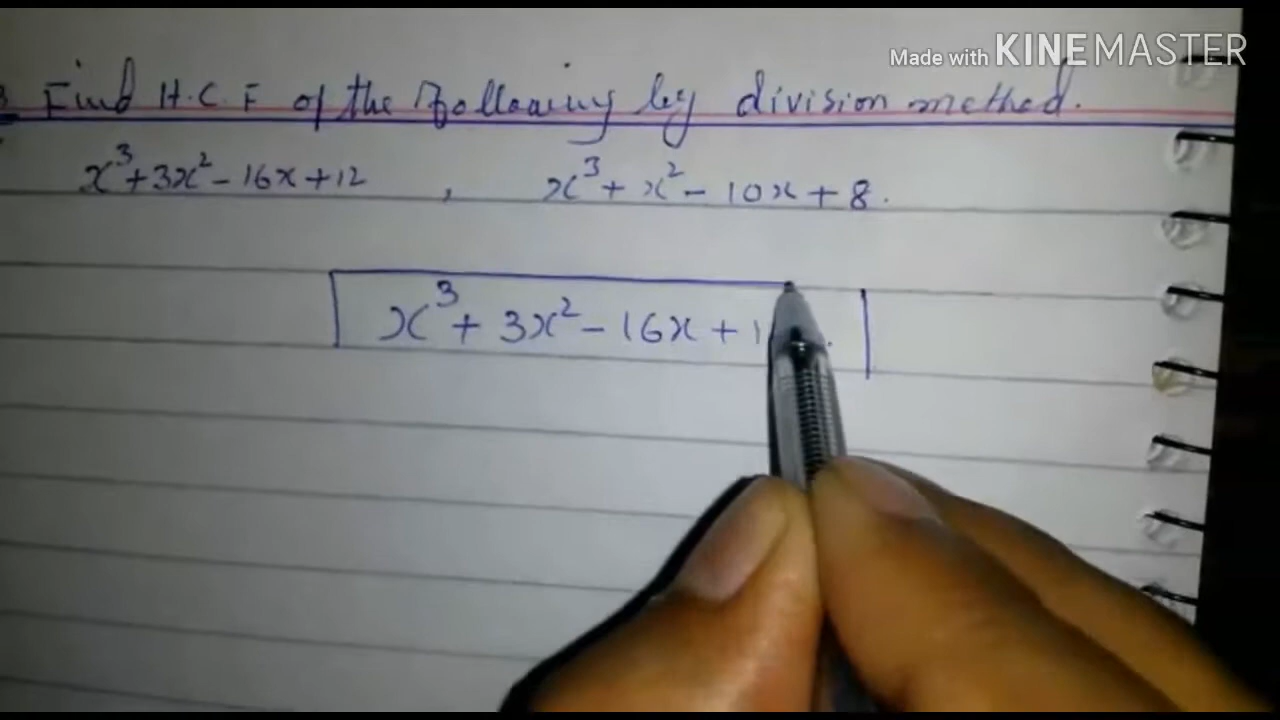 Made with KINEMASTER
Find H.C.F of the following by division method.
x³+3x²-16x+12 , x³+x²-10x+8.
x³+3x²-16x+1